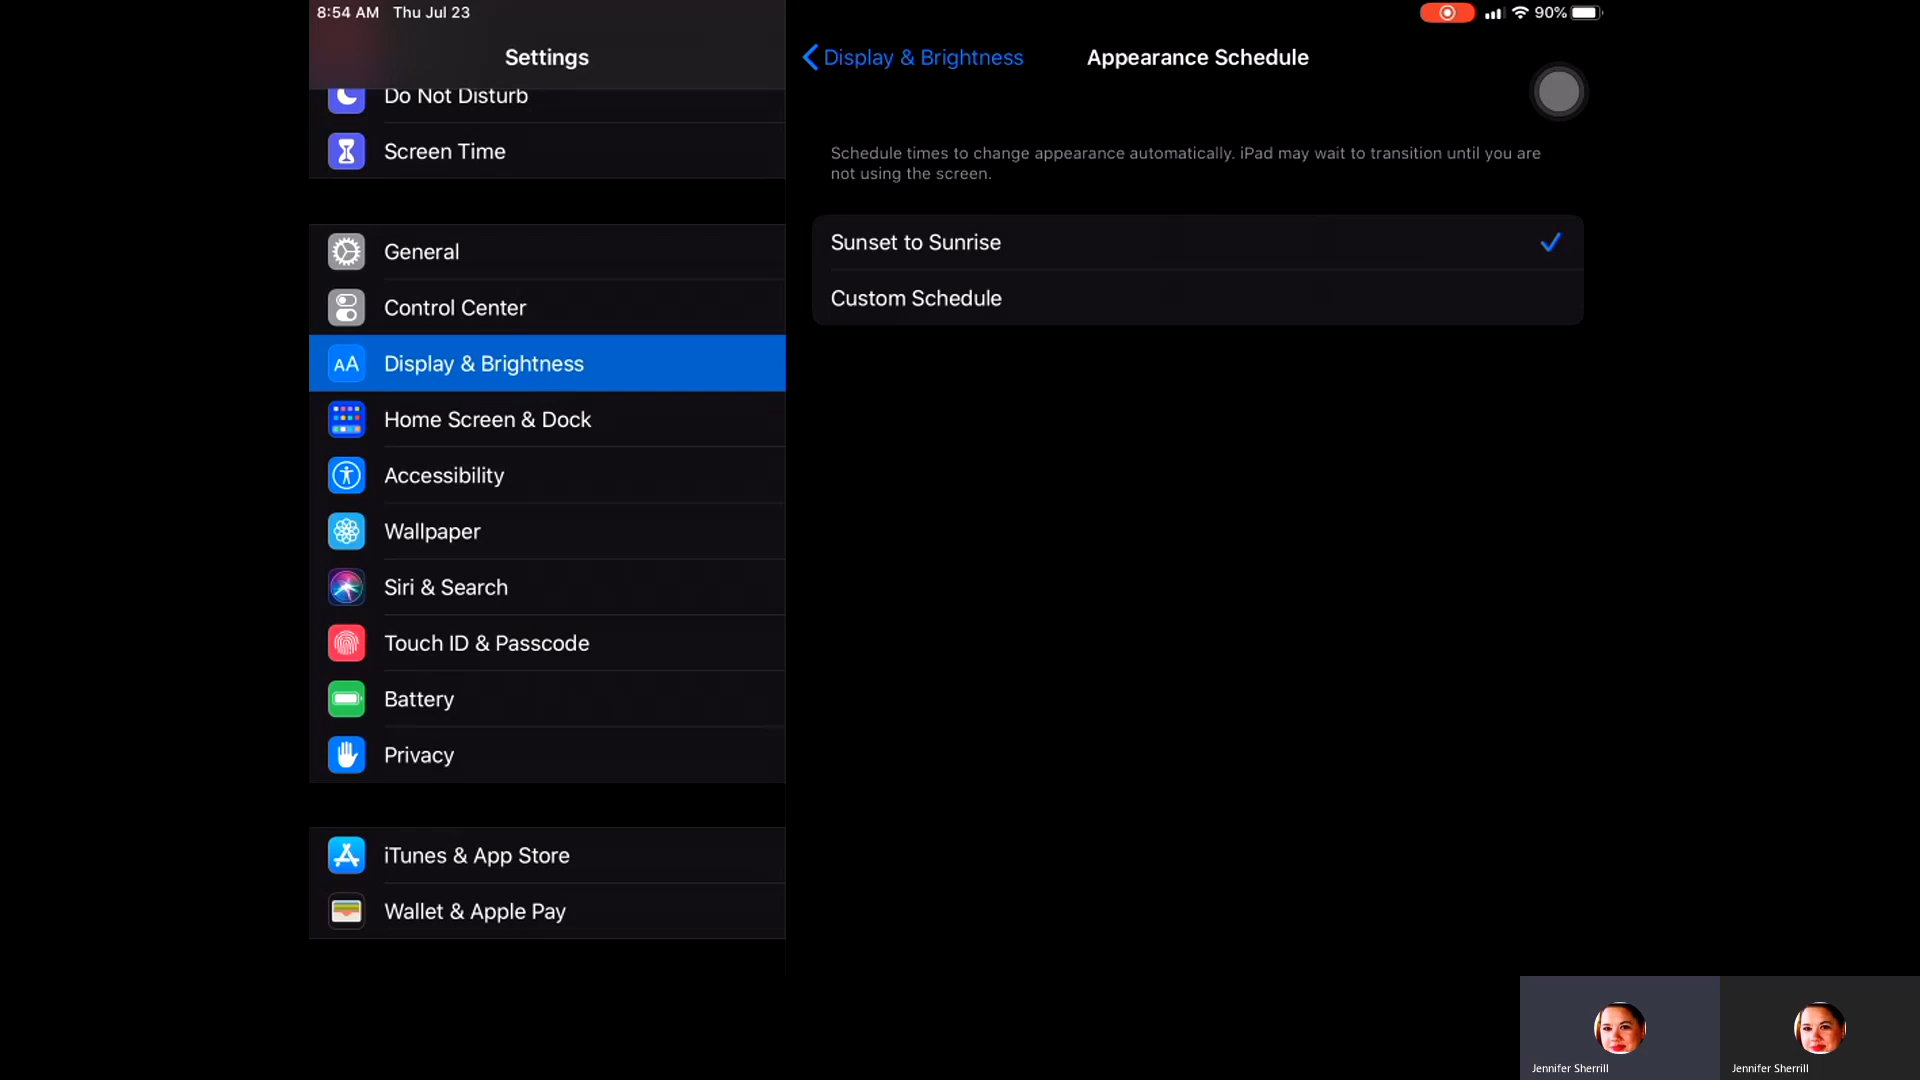 8:54 AM Thu Jul 23
90%
Settings
Do Not Disturb
Screen Time
General
Control Center
AA Display & Brightness
Home Screen & Dock
Accessibility
Wallpaper
Siri & Search
Touch ID & Passcode
Battery
Privacy
iTunes & App Store
Wallet & Apple Pay
Display & Brightness
Appearance Schedule
Schedule times to change appearance automatically. iPad may wait to transition until you are
not using the screen.
Sunset to Sunrise
Custom Schedule
Jennifer Sherrill
Jennifer Sherrill